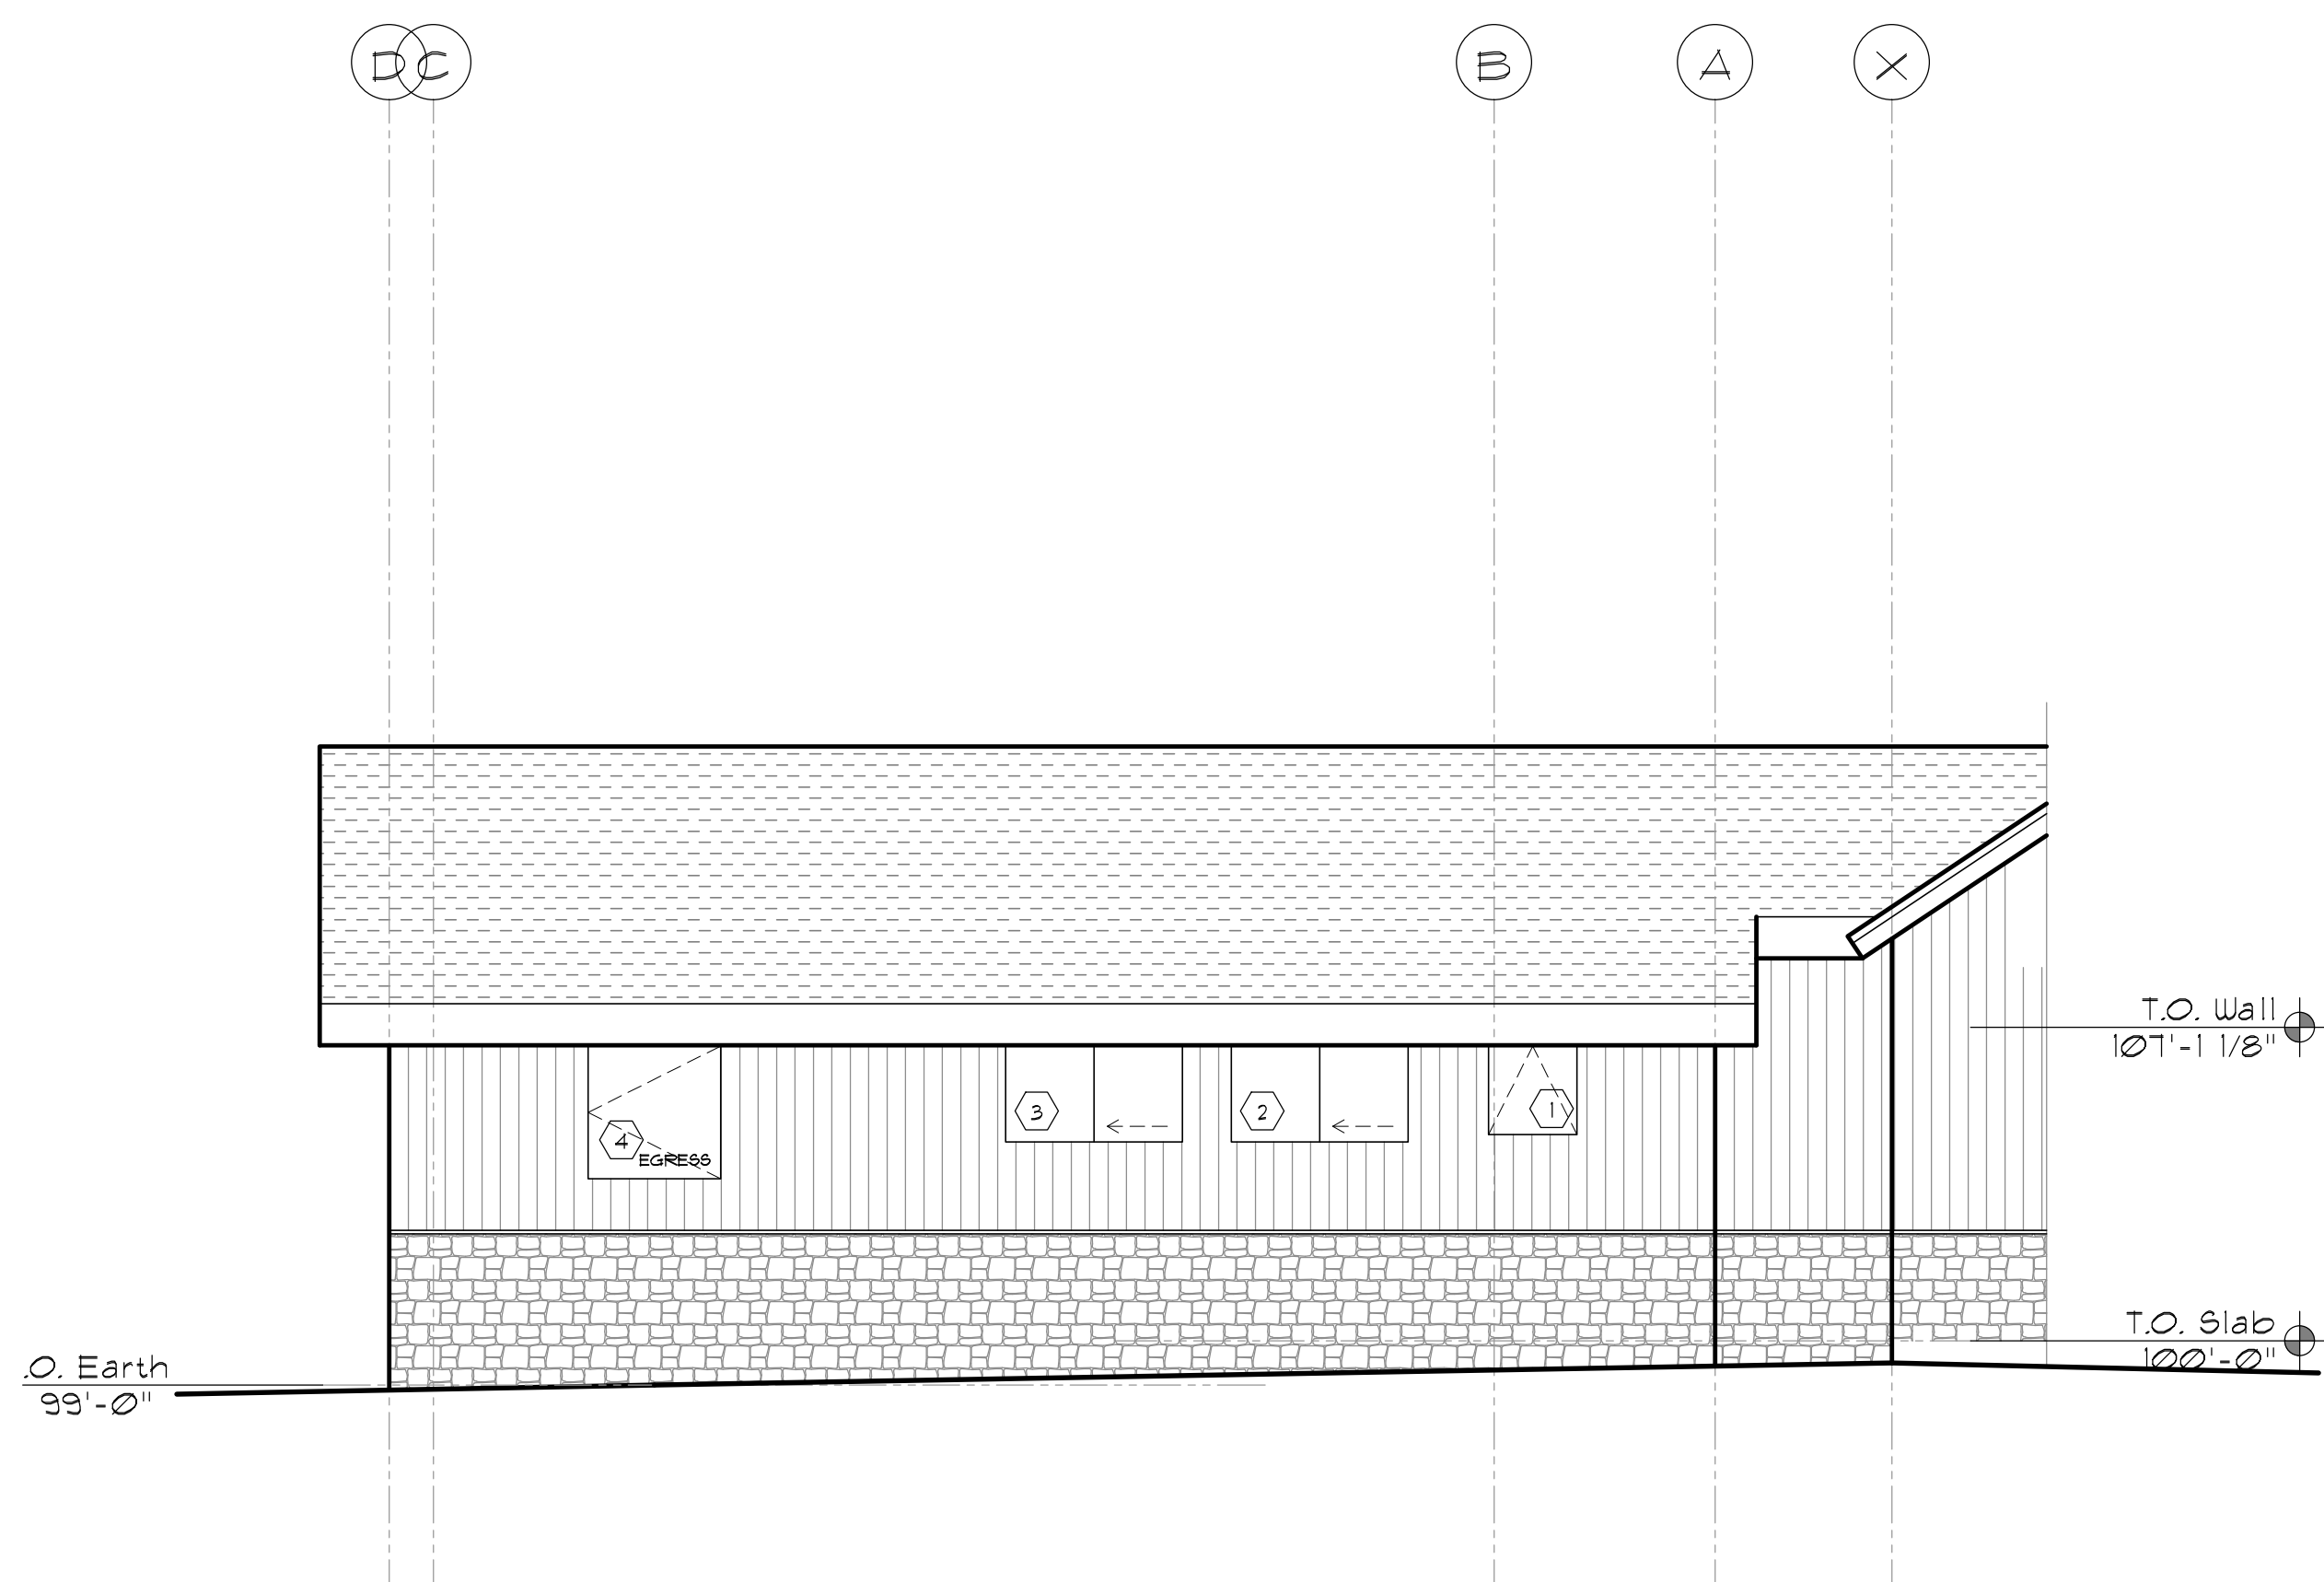 D C B A X
T.O. Wall
107'-1 1/8"
3 2 1
4
EGRESS
T.O. Slab
100'-0"
.O. Earth
99'-0"